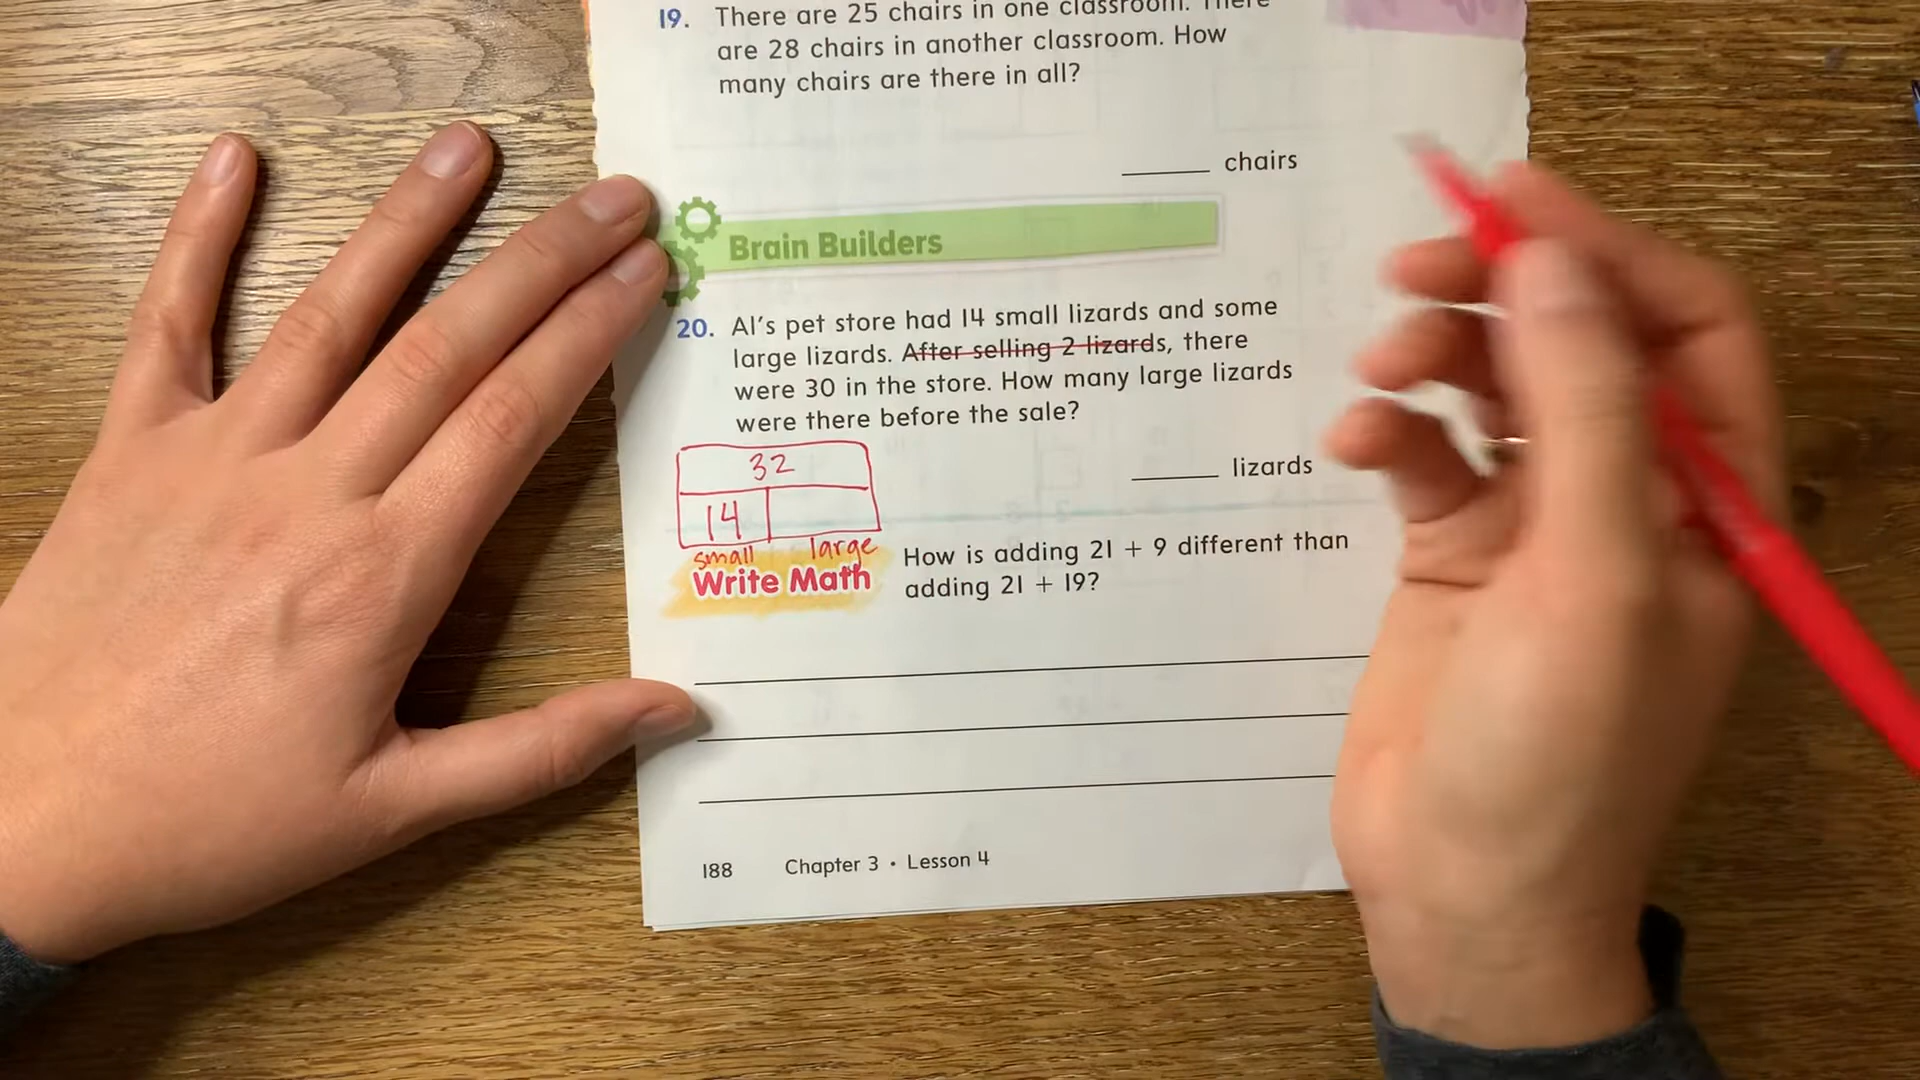 19. There are 25 chairs in one classroom. There
are 28 chairs in another classroom. How
many chairs are there in all?
chairs
Brain Builders
20. Al's pet store had 14 small lizards and some
large lizards. After selling 2 lizards, there
were 30 in the store. How many large lizards
were there before the sale?
32
lizards
14
small large
Write Math
How is adding 21 + 9 different than
adding 21 + 19?
188 Chapter 3 • Lesson 4